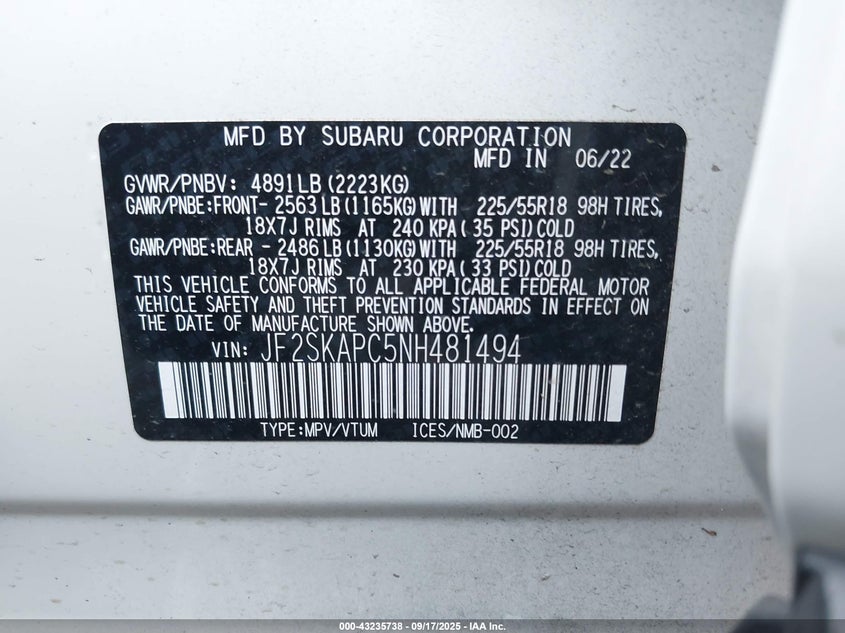 MFD BY SUBARU CORPORATION
MFD IN 06/22
GVWR/PNBV: 4891LB(2223KG)
GAWR/PNBE:FRONT- 2563LB(1165KG)WITH 225/55R18 98H TIRES,
18X7J RIMS AT 240 KPA( 35 PSI)COLD
GAWR/PNBE:REAR - 2486LB(1130KG)WITH 225/55R18 98H TIRES,
18X7J RIMS AT 230 KPA( 33 PSI)COLD
THIS VEHICLE CONFORMS TO ALL APPLICABLE FEDERAL MOTOR
VEHICLE SAFETY AND THEFT PREVENTION STANDARDS IN EFFECT ON
THE DATE OF MANUFACTURE SHOWN ABOVE.
VIN: JF2SKAPC5NH481494
TYPE:MPV/VTUM ICES/NMB-002
000-43235738 - 09/17/2025 - IAA Inc.